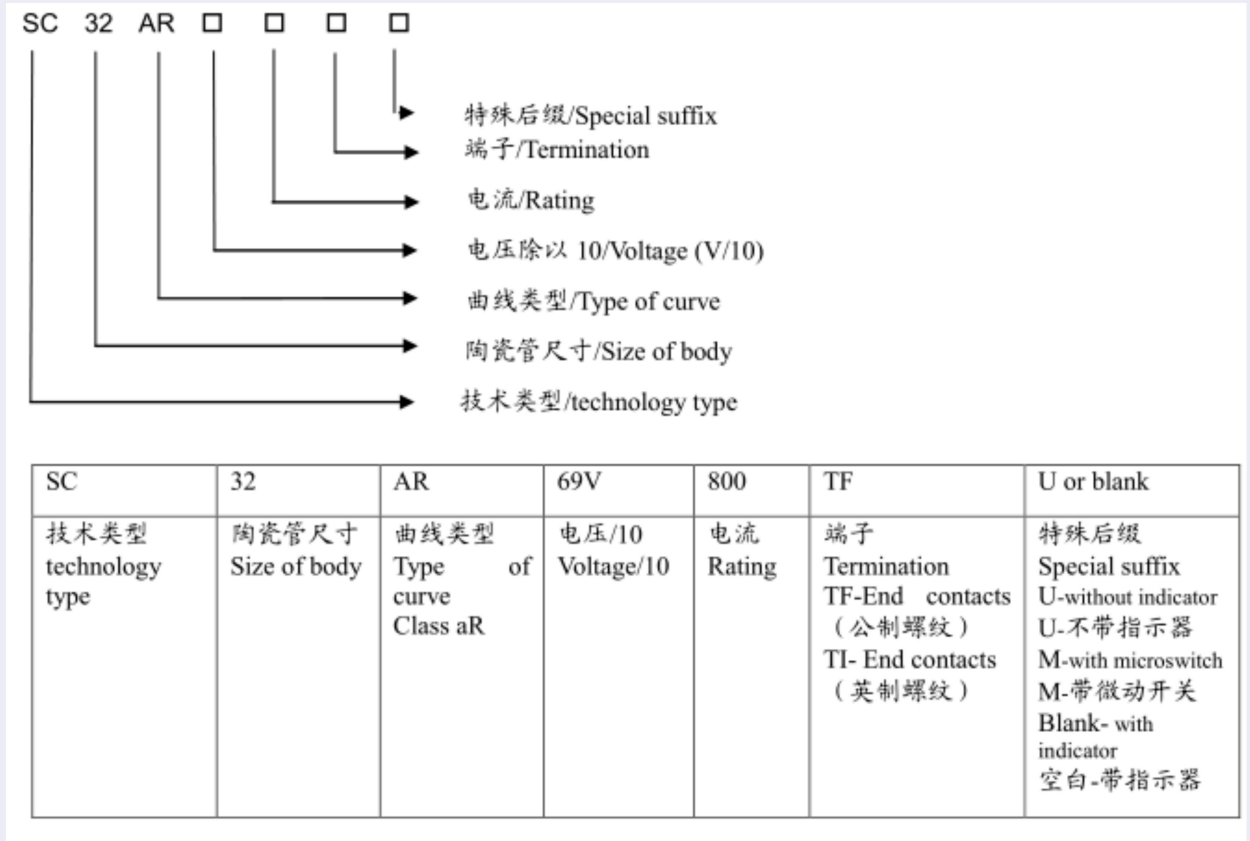 SC 32 AR □ □ □ □
特殊后缀/Special suffix
端子/Termination
电流/Rating
电压除以 10/Voltage (V/10)
曲线类型/Type of curve
陶瓷管尺寸/Size of body
技术类型/technology type
SC 32 AR 69V 800 TF U or blank
技术类型
technology
type
陶瓷管尺寸
Size of body
曲线类型
Type of
curve
Class aR
电压/10
Voltage/10
电流
Rating
端子
Termination
TF-End contacts
（公制螺纹）
TI- End contacts
（英制螺纹）
特殊后缀
Special suffix
U-without indicator
U-不带指示器
M-with microswitch
M-带微动开关
Blank- with
indicator
空白-带指示器